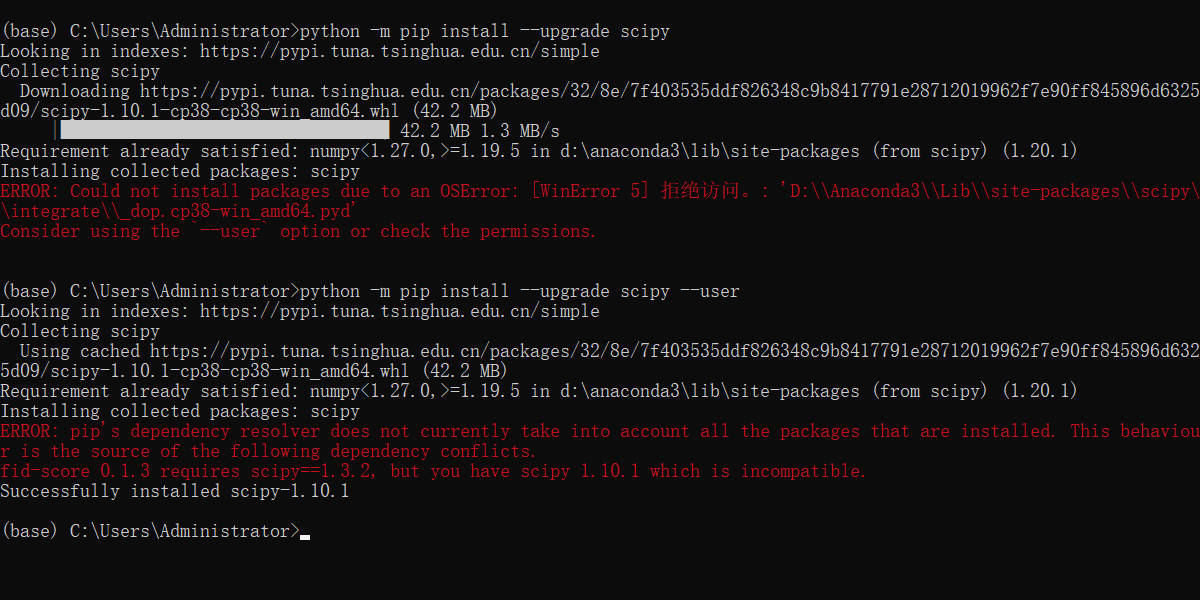 (base) C:\Users\Administrator>python -m pip install --upgrade scipy
Looking in indexes: https://pypi.tuna.tsinghua.edu.cn/simple
Collecting scipy
  Downloading https://pypi.tuna.tsinghua.edu.cn/packages/32/8e/7f403535ddf826348c9b8417791e28712019962f7e90ff845896d6325
d09/scipy-1.10.1-cp38-cp38-win_amd64.whl (42.2 MB)
     |████████████████████████████████| 42.2 MB 1.3 MB/s
Requirement already satisfied: numpy<1.27.0,>=1.19.5 in d:\anaconda3\lib\site-packages (from scipy) (1.20.1)
Installing collected packages: scipy
ERROR: Could not install packages due to an OSError: [WinError 5] 拒绝访问。: 'D:\\Anaconda3\\Lib\\site-packages\\scipy\
\integrate\\_dop.cp38-win_amd64.pyd'
Consider using the `--user` option or check the permissions.
(base) C:\Users\Administrator>python -m pip install --upgrade scipy --user
Looking in indexes: https://pypi.tuna.tsinghua.edu.cn/simple
Collecting scipy
  Using cached https://pypi.tuna.tsinghua.edu.cn/packages/32/8e/7f403535ddf826348c9b8417791e28712019962f7e90ff845896d632
5d09/scipy-1.10.1-cp38-cp38-win_amd64.whl (42.2 MB)
Requirement already satisfied: numpy<1.27.0,>=1.19.5 in d:\anaconda3\lib\site-packages (from scipy) (1.20.1)
Installing collected packages: scipy
ERROR: pip's dependency resolver does not currently take into account all the packages that are installed. This behaviou
r is the source of the following dependency conflicts.
fid-score 0.1.3 requires scipy==1.3.2, but you have scipy 1.10.1 which is incompatible.
Successfully installed scipy-1.10.1
(base) C:\Users\Administrator>